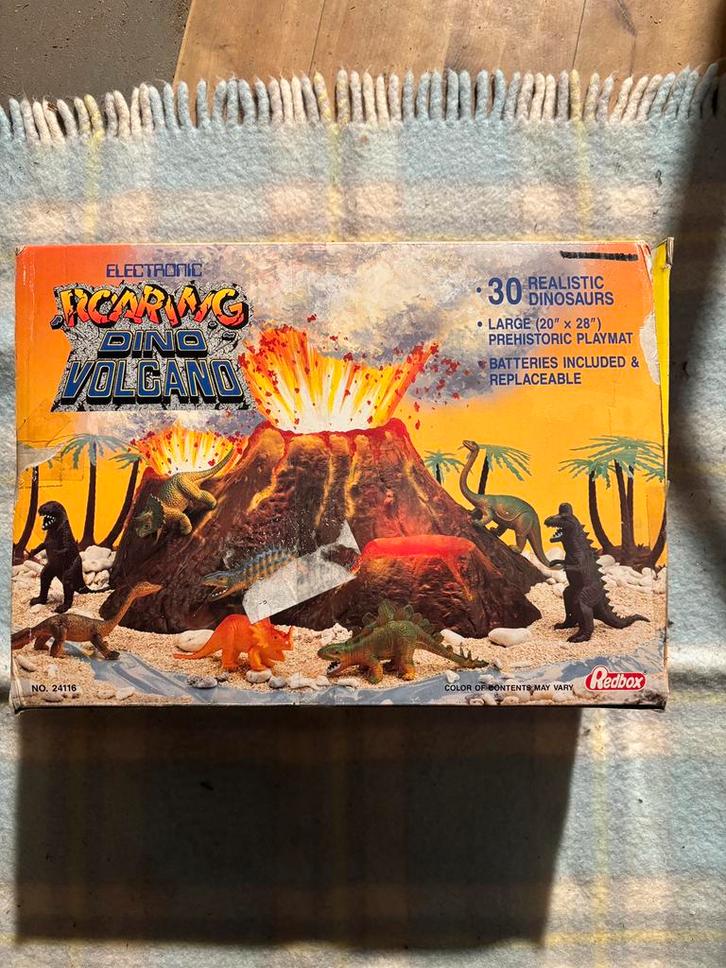 ELECTRONIC
ROARING
DINO
VOLCANO
• 30 REALISTIC
DINOSAURS
• LARGE (20" x 28")
PREHISTORIC PLAYMAT
• BATTERIES INCLUDED &
REPLACEABLE
NO. 24116
COLOR OF CONTENTS MAY VARY
Redbox